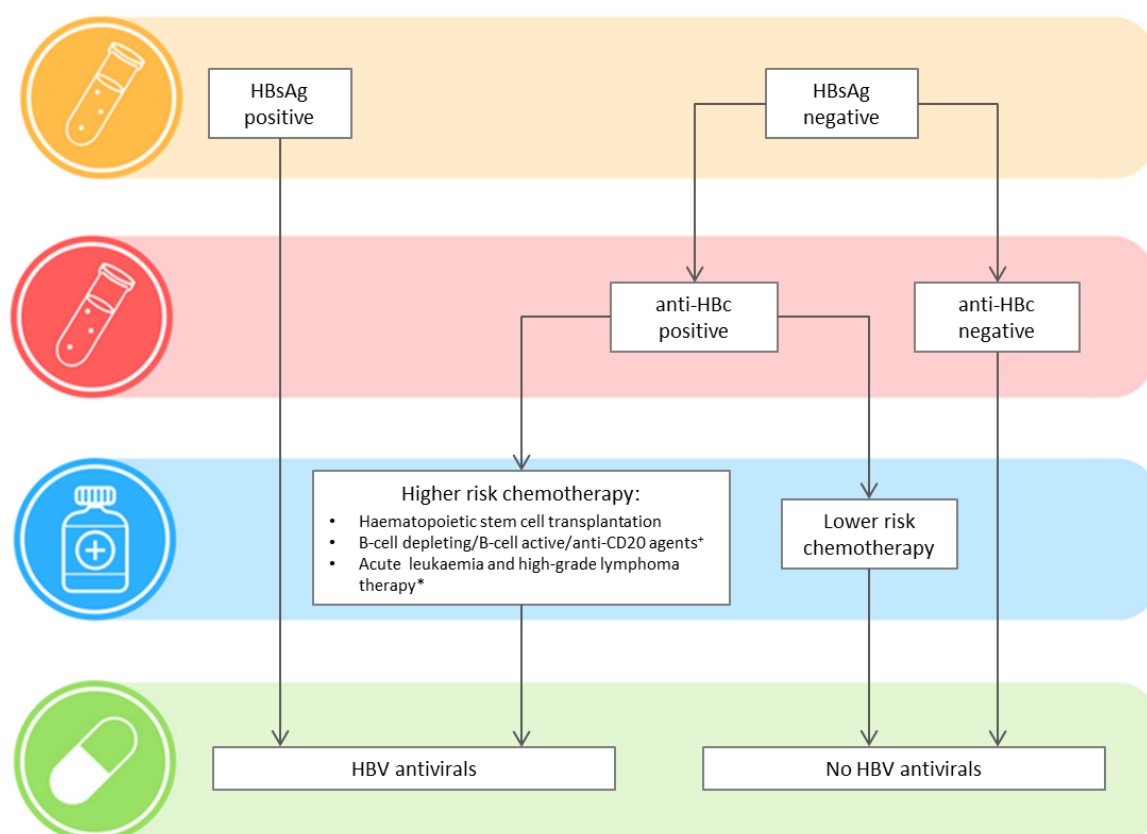 HBsAg
positive
HBsAg
negative
anti-HBc
positive
anti-HBc
negative
Higher risk chemotherapy:
• Haematopoietic stem cell transplantation
• B-cell depleting/B-cell active/anti-CD20 agents⁺
• Acute leukaemia and high-grade lymphoma
therapy*
Lower risk
chemotherapy
HBV antivirals
No HBV antivirals